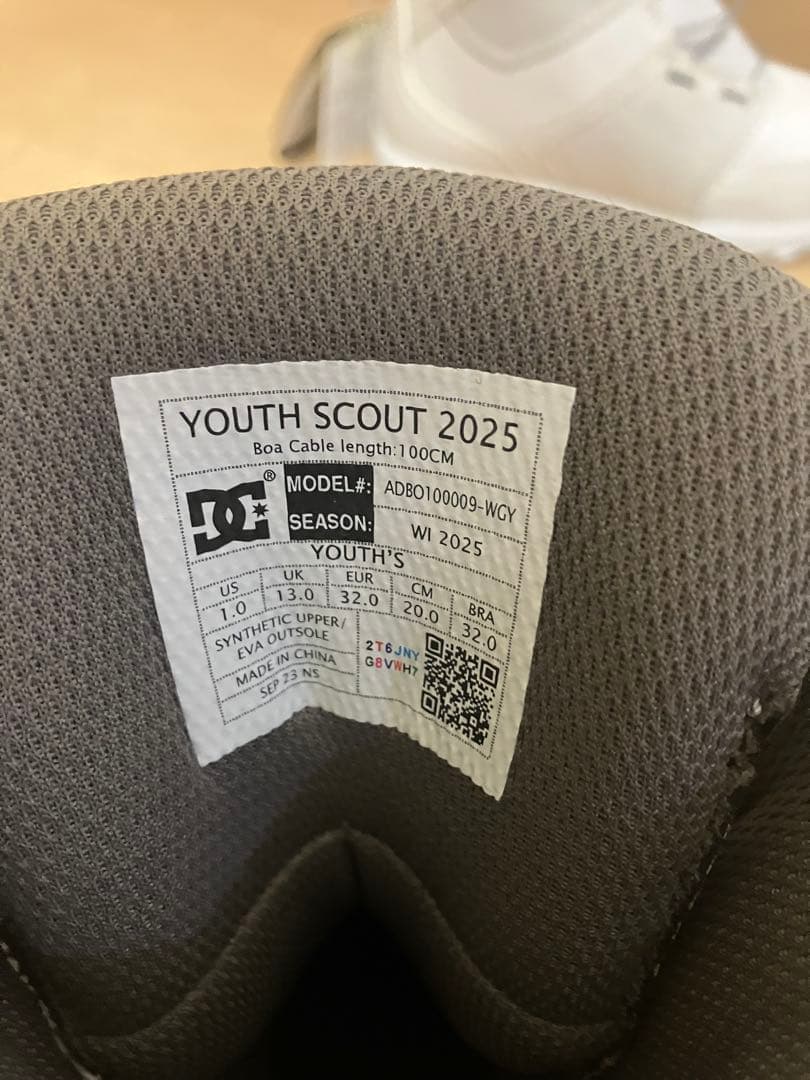 YOUTH SCOUT 2025
Boa Cable length:100CM
DC®
MODEL#: ADBO100009-WGY
SEASON: WI 2025
YOUTH'S
US UK EUR CM BRA
1.0 13.0 32.0 20.0 32.0
SYNTHETIC UPPER/
EVA OUTSOLE
MADE IN CHINA
SEP 23 NS
2T6JNY
G8VWH7